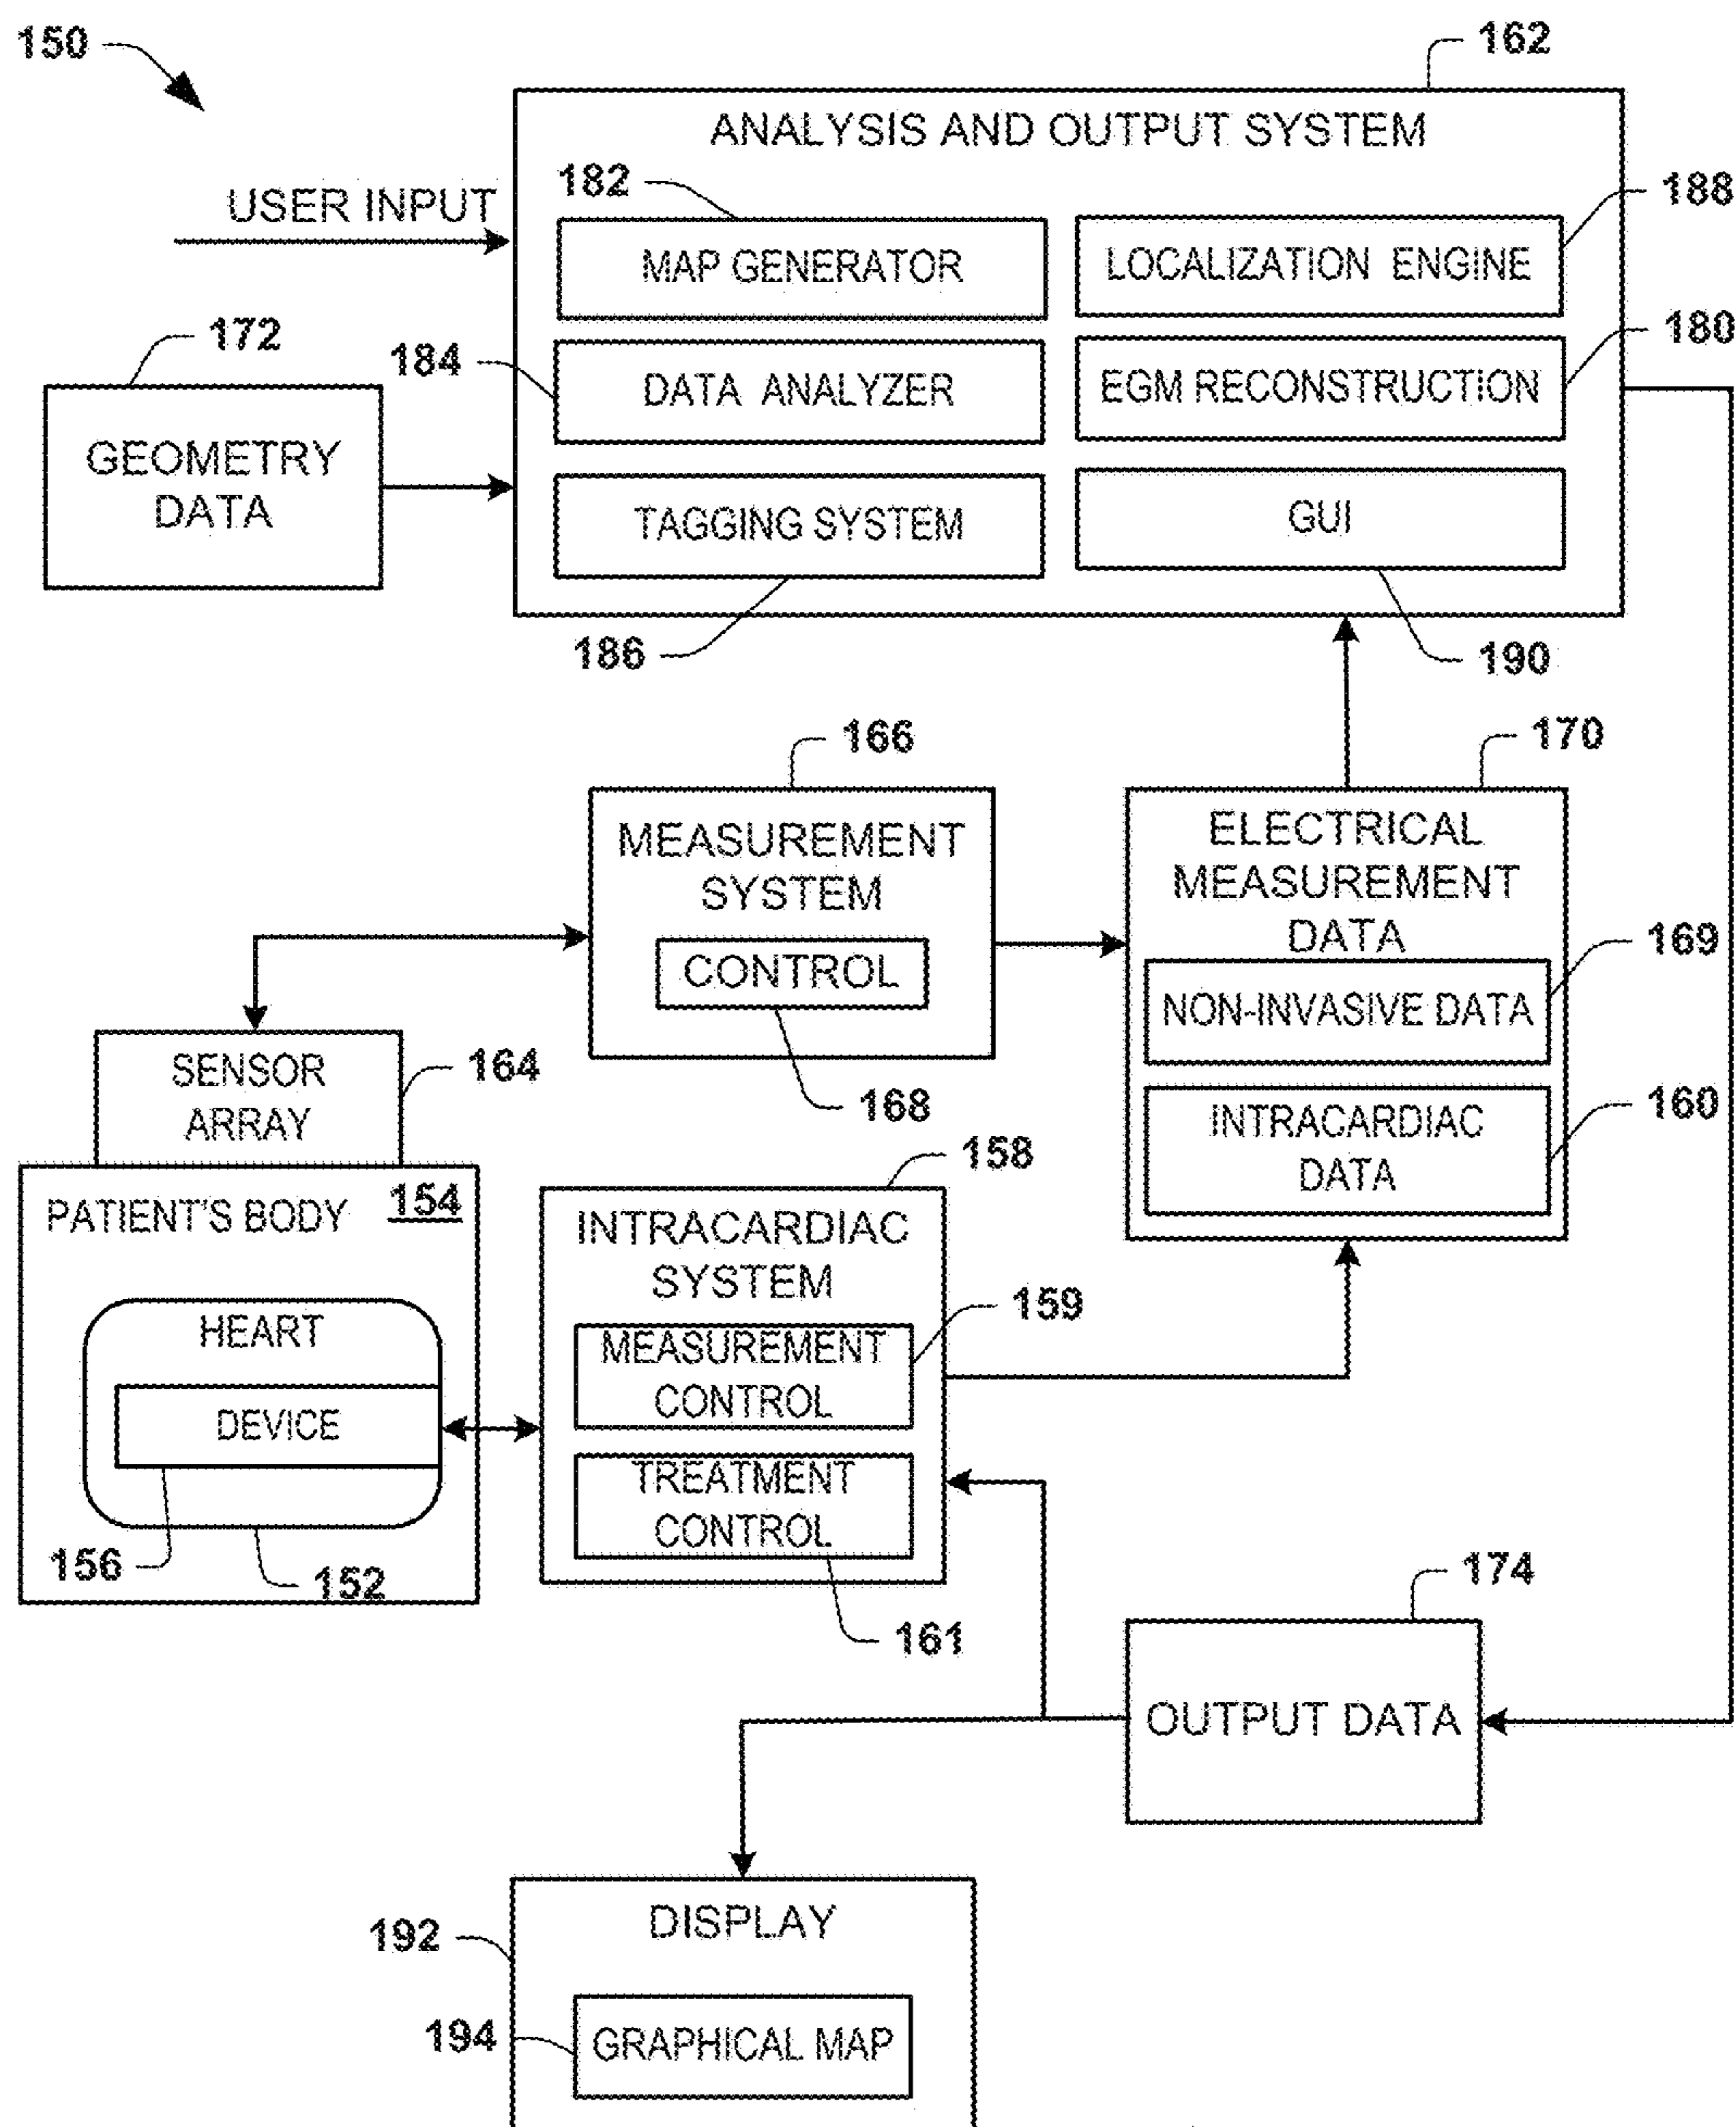 150
162
ANALYSIS AND OUTPUT SYSTEM
USER INPUT
182
188
MAP GENERATOR
LOCALIZATION ENGINE
172
184
180
DATA ANALYZER
EGM RECONSTRUCTION
GEOMETRY
DATA
TAGGING SYSTEM
GUI
186
190
166
170
MEASUREMENT
SYSTEM
CONTROL
168
ELECTRICAL
MEASUREMENT
DATA
169
NON-INVASIVE DATA
160
INTRACARDIAC
DATA
SENSOR
ARRAY
164
PATIENT'S BODY
154
158
INTRACARDIAC
SYSTEM
159
MEASUREMENT
CONTROL
TREATMENT
CONTROL
161
HEART
DEVICE
156
152
174
OUTPUT DATA
192
DISPLAY
194
GRAPHICAL MAP